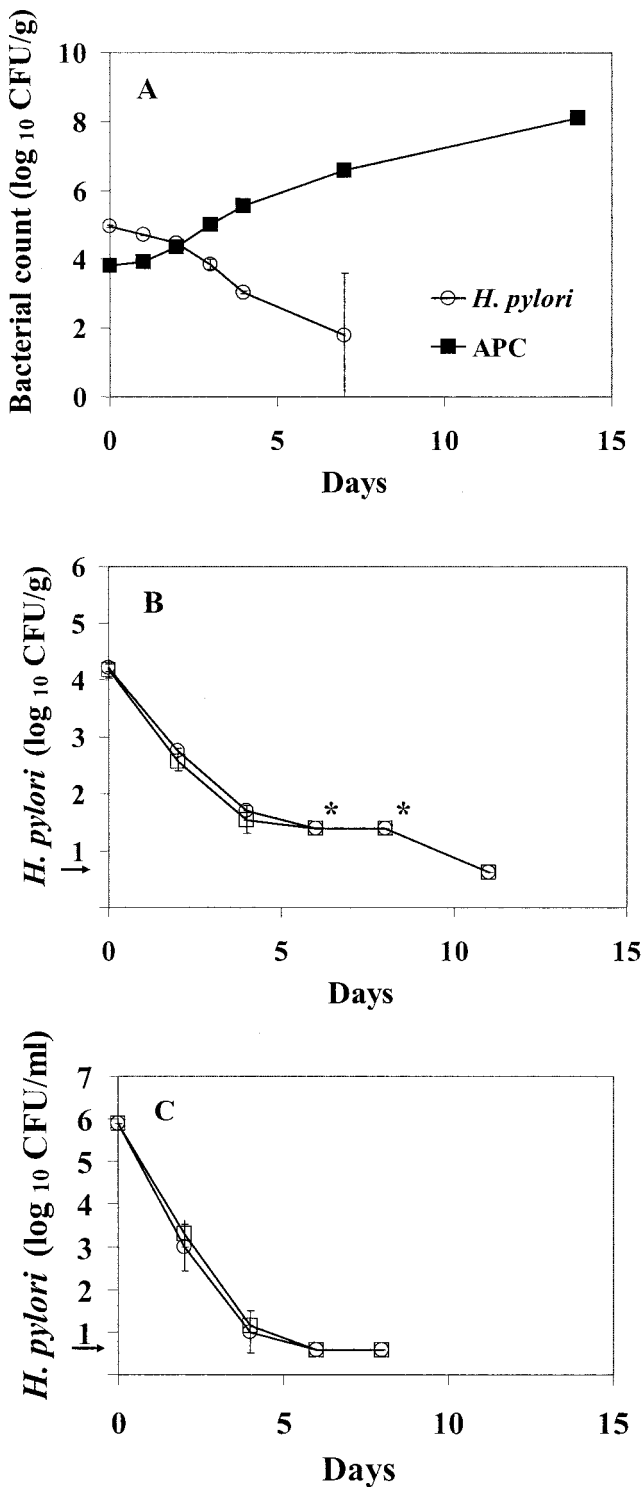 A
Bacterial count (log 10 CFU/g)
10
8
6
4
2
0
H. pylori
APC
0 5 10 15
Days
B
H. pylori (log 10 CFU/g)
6
5
4
3
2
1
*
*
0 5 10 15
Days
C
H. pylori (log 10 CFU/ml)
7
6
5
4
3
2
1
0 5 10 15
Days